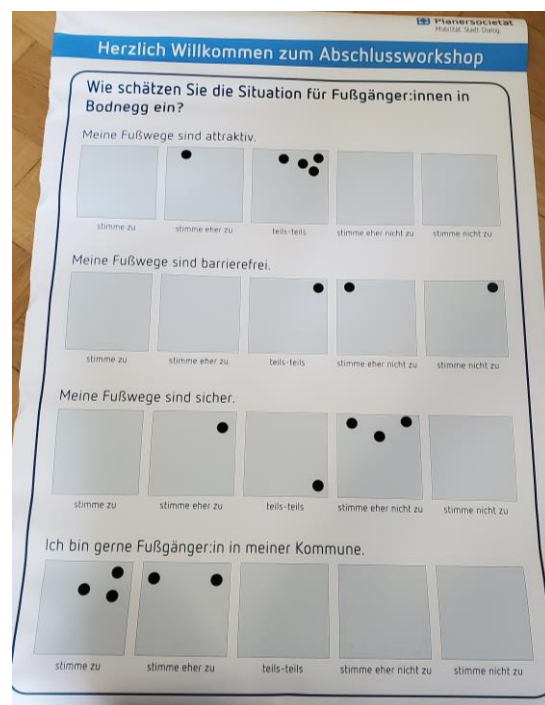 Planersocietät
Mobilität. Stadt. Dialog.
Herzlich Willkommen zum Abschlussworkshop
Wie schätzen Sie die Situation für Fußgänger:innen in
Bodnegg ein?
Meine Fußwege sind attraktiv.
stimme zu stimme eher zu teils-teils stimme eher nicht zu stimme nicht zu
Meine Fußwege sind barrierefrei.
stimme zu stimme eher zu teils-teils stimme eher nicht zu stimme nicht zu
Meine Fußwege sind sicher.
stimme zu stimme eher zu teils-teils stimme eher nicht zu stimme nicht zu
Ich bin gerne Fußgänger:in in meiner Kommune.
stimme zu stimme eher zu teils-teils stimme eher nicht zu stimme nicht zu